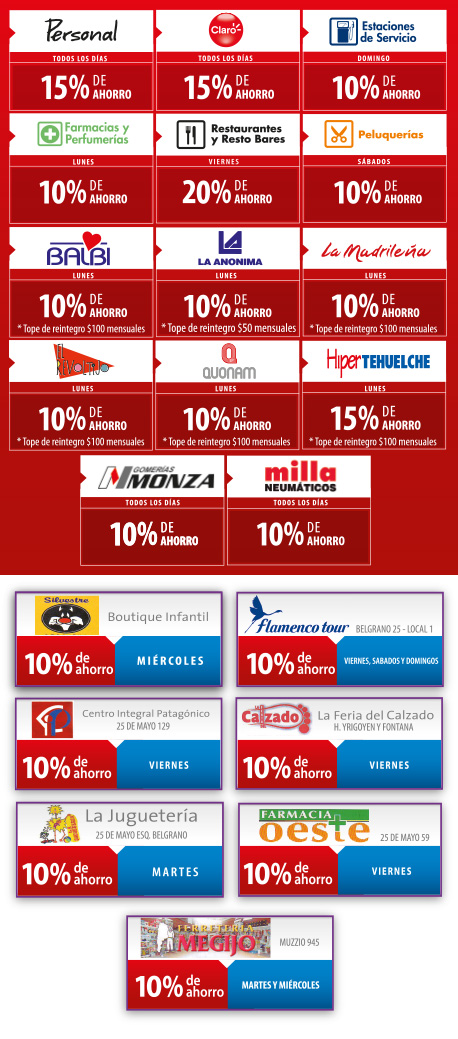 Personal
TODOS LOS DÍAS
15% DE AHORRO
Claro
TODOS LOS DÍAS
15% DE AHORRO
Estaciones
de Servicio
DOMINGO
10% DE AHORRO
Farmacias y
Perfumerías
LUNES
10% DE AHORRO
Restaurantes
y Resto Bares
VIERNES
20% DE AHORRO
Peluquerías
SÁBADOS
10% DE AHORRO
BALBI
LUNES
10% DE AHORRO
* Tope de reintegro $100 mensuales
LA ANONIMA
LUNES
10% DE AHORRO
* Tope de reintegro $50 mensuales
La Madrileña
LUNES
10% DE AHORRO
* Tope de reintegro $100 mensuales
EL REVOLTIJO
LUNES
10% DE AHORRO
* Tope de reintegro $100 mensuales
QUONAM
LUNES
10% DE AHORRO
* Tope de reintegro $100 mensuales
HiperTEHUELCHE
LUNES
15% DE AHORRO
* Tope de reintegro $100 mensuales
GOMERÍAS
MONZA
TODOS LOS DÍAS
10% DE AHORRO
milla
NEUMÁTICOS
TODOS LOS DÍAS
10% DE AHORRO
Silvestre
Boutique Infantil
10% de ahorro
MIÉRCOLES
Flamenco tour
BELGRANO 25 - LOCAL 1
10% de ahorro
VIERNES, SABADOS Y DOMINGOS
Centro Integral Patagónico
25 DE MAYO 129
10% de ahorro
VIERNES
Calzado
La Feria del Calzado
H. YRIGOYEN Y FONTANA
10% de ahorro
VIERNES
La Juguetería
25 DE MAYO ESQ. BELGRANO
10% de ahorro
MARTES
FARMACIA
oeste
25 DE MAYO 59
10% de ahorro
VIERNES
FERRETERIA
MEGIJO
MUZZIO 945
10% de ahorro
MARTES Y MIÉRCOLES